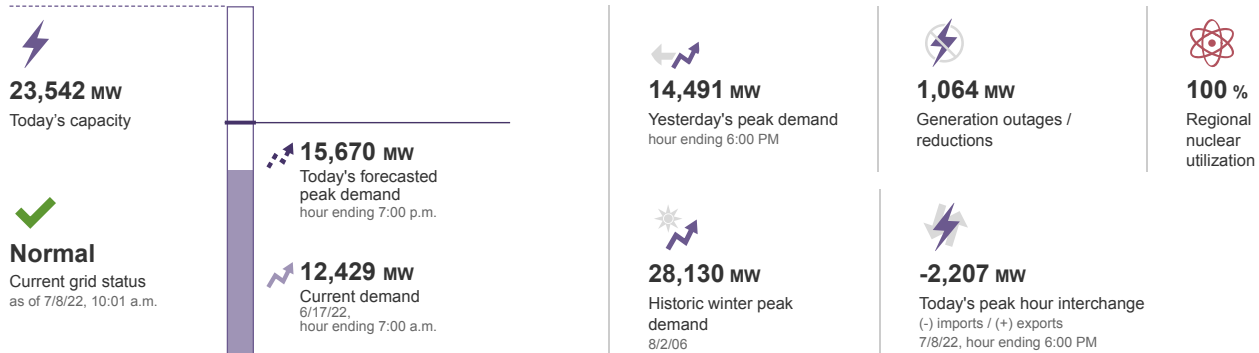 23,542 MW
Today's capacity
Normal
Current grid status
as of 7/8/22, 10:01 a.m.
15,670 MW
Today's forecasted
peak demand
hour ending 7:00 p.m.
12,429 MW
Current demand
6/17/22,
hour ending 7:00 a.m.
14,491 MW
Yesterday's peak demand
hour ending 6:00 PM
1,064 MW
Generation outages /
reductions
100 %
Regional
nuclear
utilization
28,130 MW
Historic winter peak
demand
8/2/06
-2,207 MW
Today's peak hour interchange
(-) imports / (+) exports
7/8/22, hour ending 6:00 PM